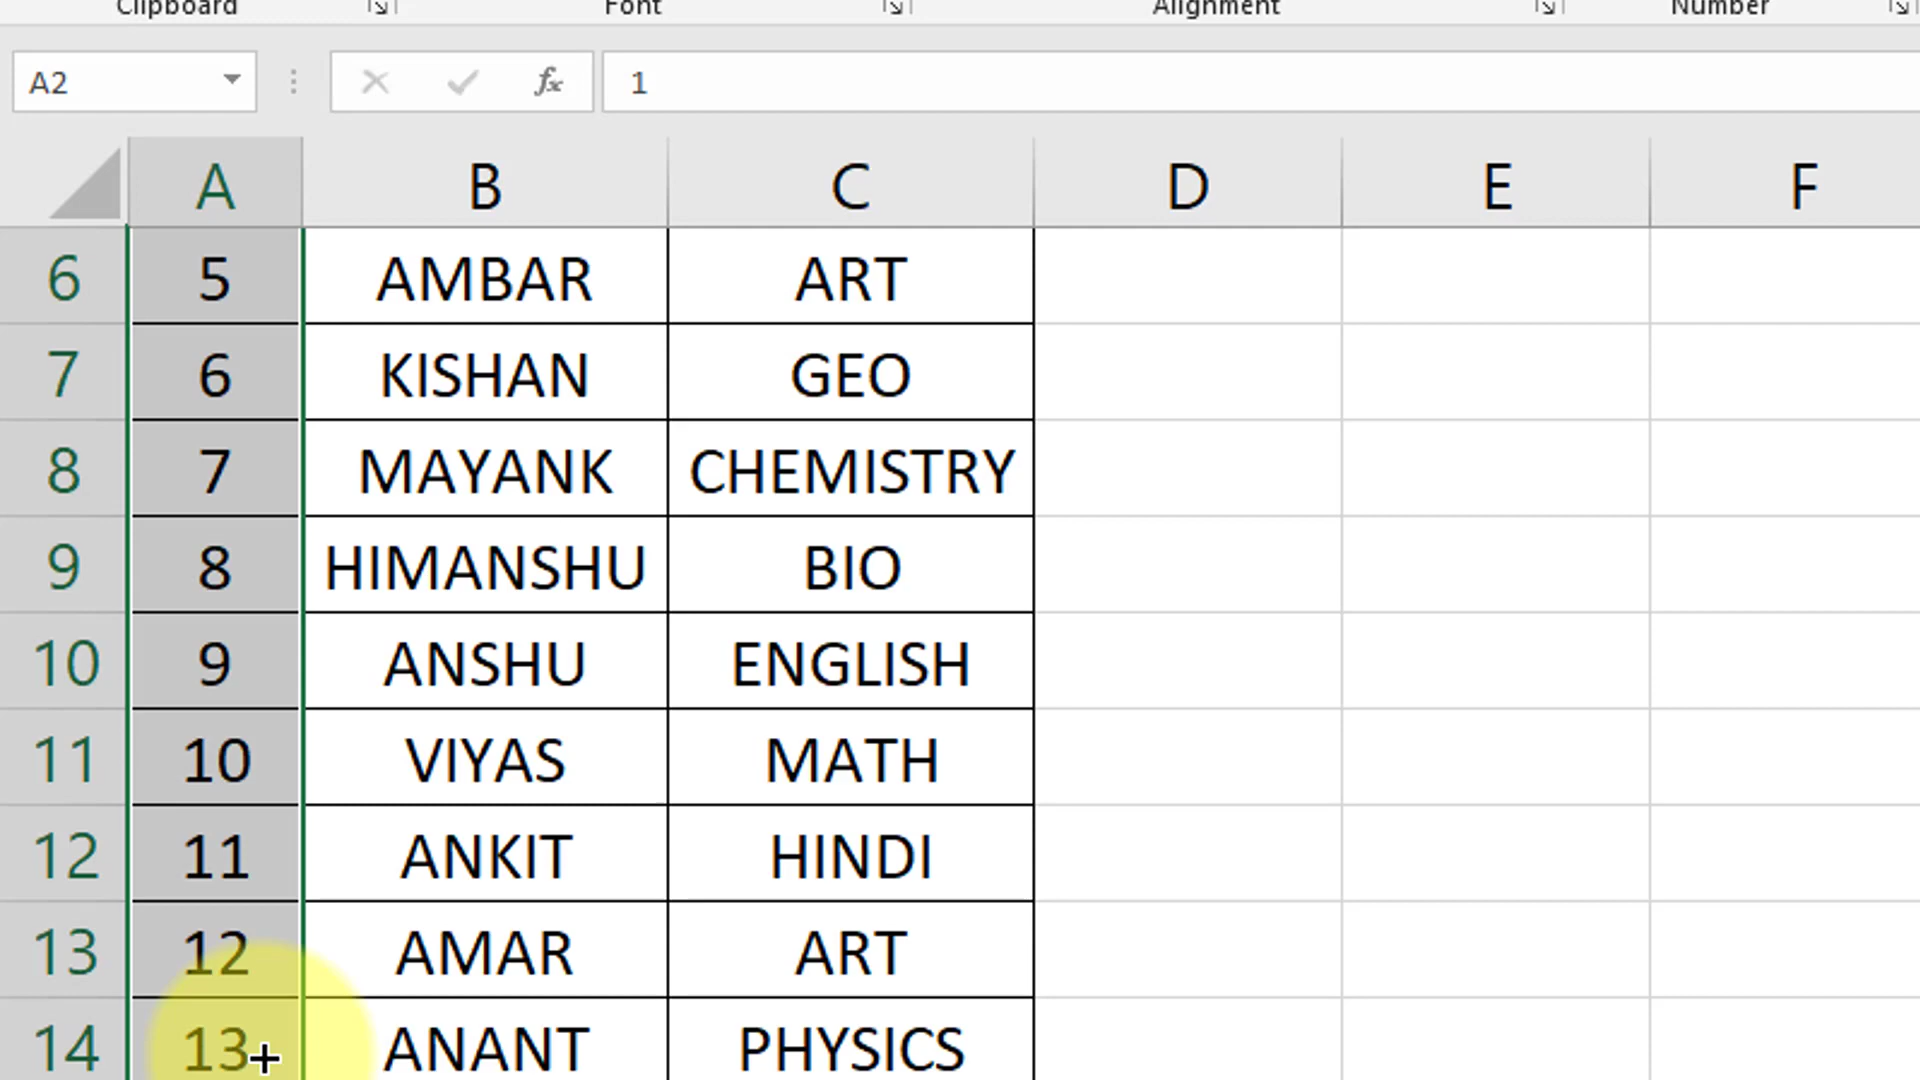 Clipboard Font Alignment Number
A2 fx 1
A B C D E F
6 5 AMBAR ART
7 6 KISHAN GEO
8 7 MAYANK CHEMISTRY
9 8 HIMANSHU BIO
10 9 ANSHU ENGLISH
11 10 VIYAS MATH
12 11 ANKIT HINDI
13 12 AMAR ART
14 13 ANANT PHYSICS